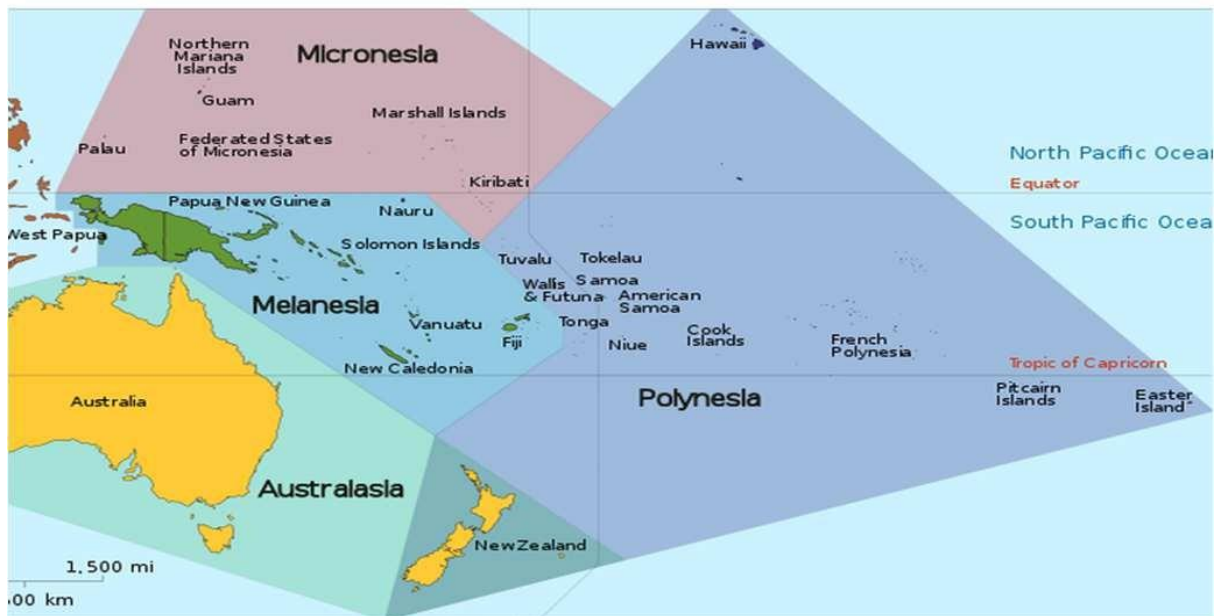 Northern
Mariana
Islands
Micronesia
Hawaii
Guam
Marshall Islands
Palau
Federated States
of Micronesia
North Pacific Ocea
Kiribati
Equator
Papua New Guinea
Nauru
South Pacific Ocea
West Papua
Solomon Islands
Tuvalu
Tokelau
Wallis
& Futuna
Samoa
American
Samoa
Melanesia
Vanuatu
Fiji
Tonga
Niue
Cook
Islands
French
Polynesia
New Caledonia
Tropic of Capricorn
Australia
Polynesia
Pitcairn
Islands
Easter
Island
Australasia
New Zealand
1,500 mi
00 km